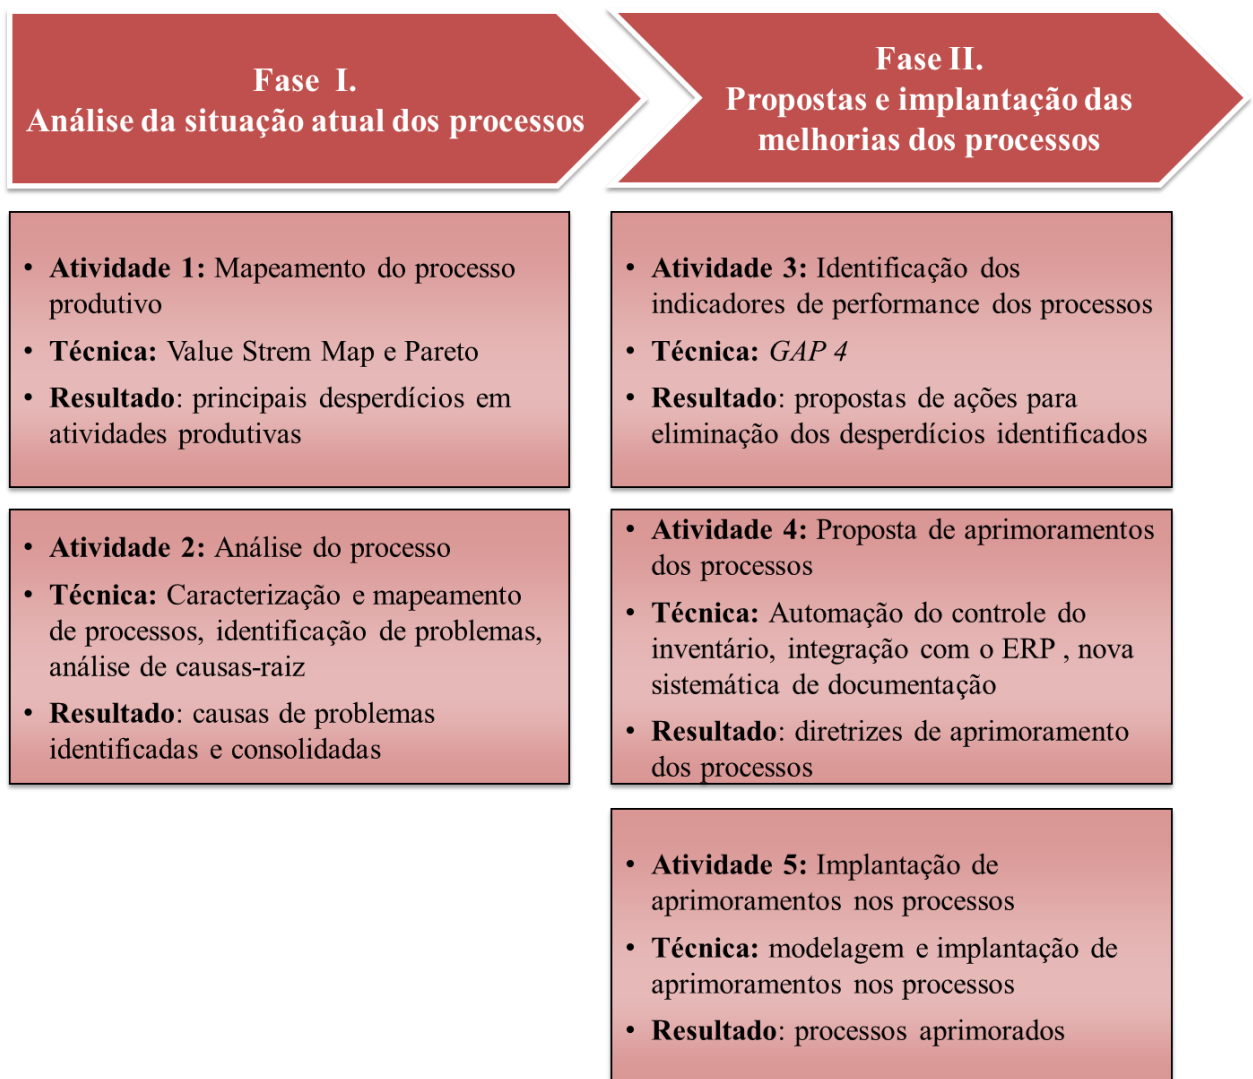 Fase I.
Análise da situação atual dos processos
Fase II.
Propostas e implantação das
melhorias dos processos
• Atividade 1: Mapeamento do processo
produtivo
• Técnica: Value Strem Map e Pareto
• Resultado: principais desperdícios em
atividades produtivas
• Atividade 2: Análise do processo
• Técnica: Caracterização e mapeamento
de processos, identificação de problemas,
análise de causas-raiz
• Resultado: causas de problemas
identificadas e consolidadas
• Atividade 3: Identificação dos
indicadores de performance dos processos
• Técnica: GAP 4
• Resultado: propostas de ações para
eliminação dos desperdícios identificados
• Atividade 4: Proposta de aprimoramentos
dos processos
• Técnica: Automação do controle do
inventário, integração com o ERP , nova
sistemática de documentação
• Resultado: diretrizes de aprimoramento
dos processos
• Atividade 5: Implantação de
aprimoramentos nos processos
• Técnica: modelagem e implantação de
aprimoramentos nos processos
• Resultado: processos aprimorados